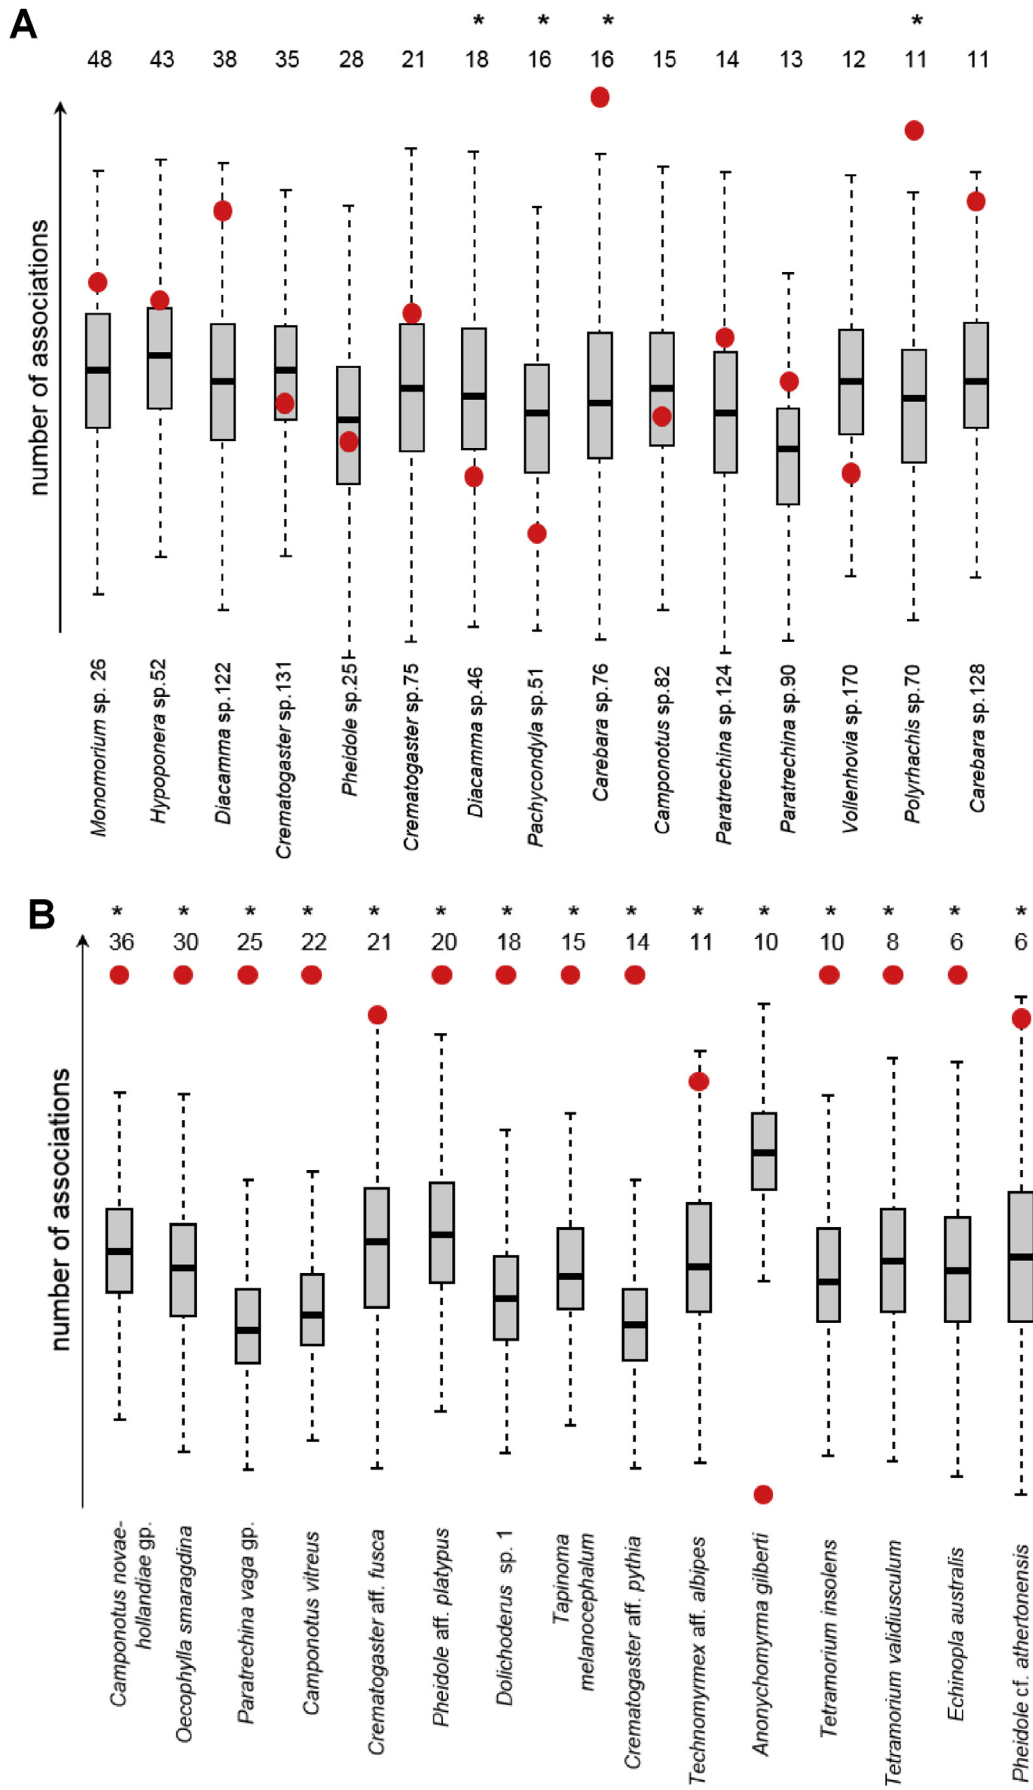 A
* * * *
48 43 38 35 28 21 18 16 16 15 14 13 12 11 11
number of associations
Monomorium sp. 26
Hypoponera sp.52
Diacamma sp.122
Crematogaster sp.131
Pheidole sp.25
Crematogaster sp.75
Diacamma sp.46
Pachycondyla sp.51
Carebara sp.76
Camponotus sp.82
Paratrechina sp.124
Paratrechina sp.90
Vollenhovia sp.170
Polyrhachis sp.70
Carebara sp.128
B
* * * * * * * * * * * * * * *
36 30 25 22 21 20 18 15 14 11 10 10 8 6 6
number of associations
Camponotus novae-
hollandiae gp.
Oecophylla smaragdina
Paratrechina vaga gp.
Camponotus vitreus
Crematogaster aff. fusca
Pheidole aff. platypus
Dolichoderus sp. 1
Tapinoma
melanocephalum
Crematogaster aff. pythia
Technomyrmex aff. albipes
Anonychomyrma gilberti
Tetramorium insolens
Tetramorium validiusculum
Echinopla australis
Pheidole cf. athertonensis